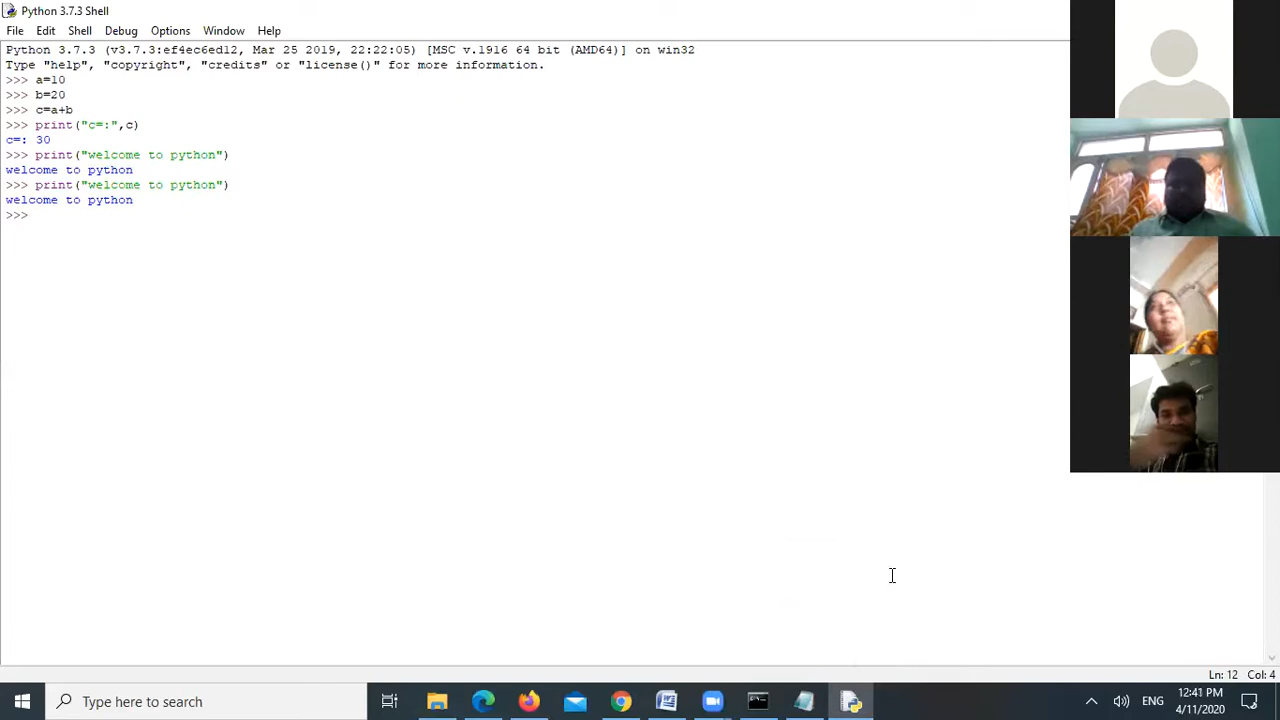 Python 3.7.3 Shell
File Edit Shell Debug Options Window Help
Python 3.7.3 (v3.7.3:ef4ec6ed12, Mar 25 2019, 22:22:05) [MSC v.1916 64 bit (AMD64)] on win32
Type "help", "copyright", "credits" or "license()" for more information.
>>> a=10
>>> b=20
>>> c=a+b
>>> print("c=:",c)
c=: 30
>>> print("welcome to python")
welcome to python
>>> print("welcome to python")
welcome to python
>>>
Ln: 12 Col: 4
Type here to search
ENG
12:41 PM
4/11/2020